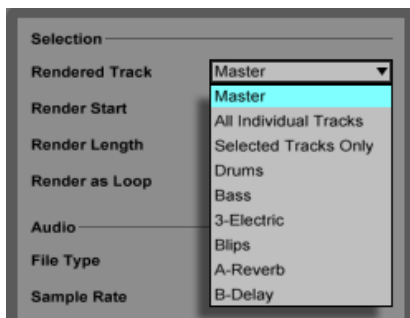 Selection
Rendered Track Master
Master
Render Start
All Individual Tracks
Render Length Selected Tracks Only
Drums
Render as Loop
Bass
3-Electric
Audio
Blips
File Type
A-Reverb
Sample Rate B-Delay